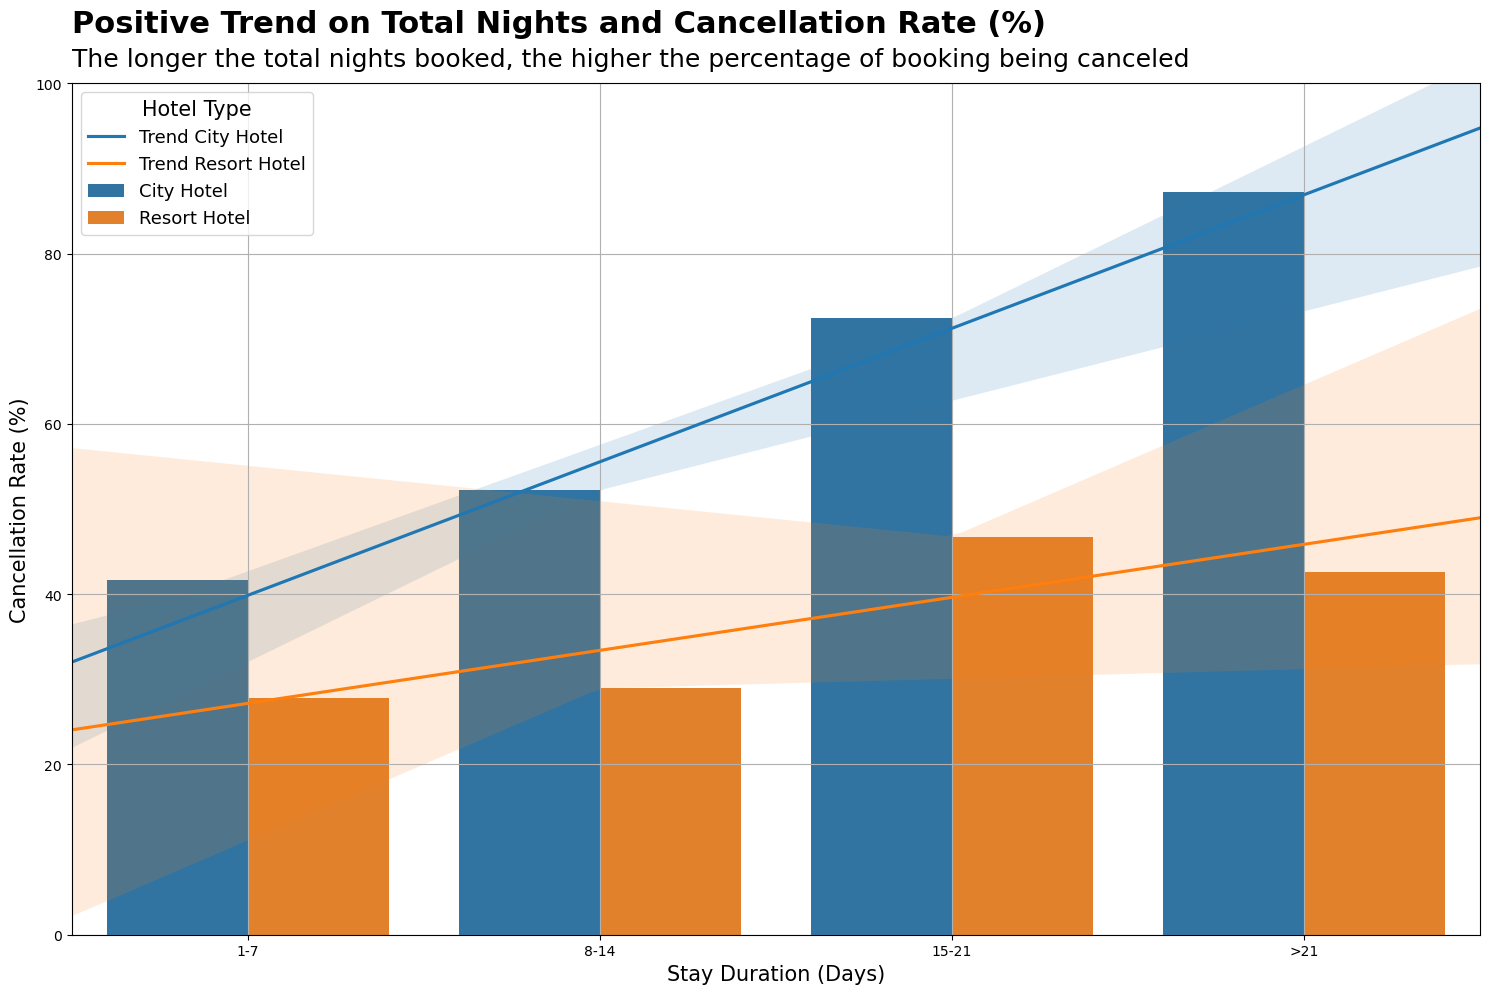 Positive Trend on Total Nights and Cancellation Rate (%)
The longer the total nights booked, the higher the percentage of booking being canceled
Hotel Type
Trend City Hotel
Trend Resort Hotel
City Hotel
Resort Hotel
Cancellation Rate (%)
100
80
60
40
20
0
1-7
8-14
15-21
>21
Stay Duration (Days)